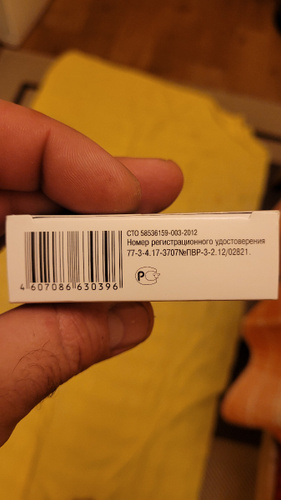 СТО 58536159-003-2012
Номер регистрационного удостоверения
77-3-4.17-3707№ПВР-3-2.12/02821.
4 607086 630396